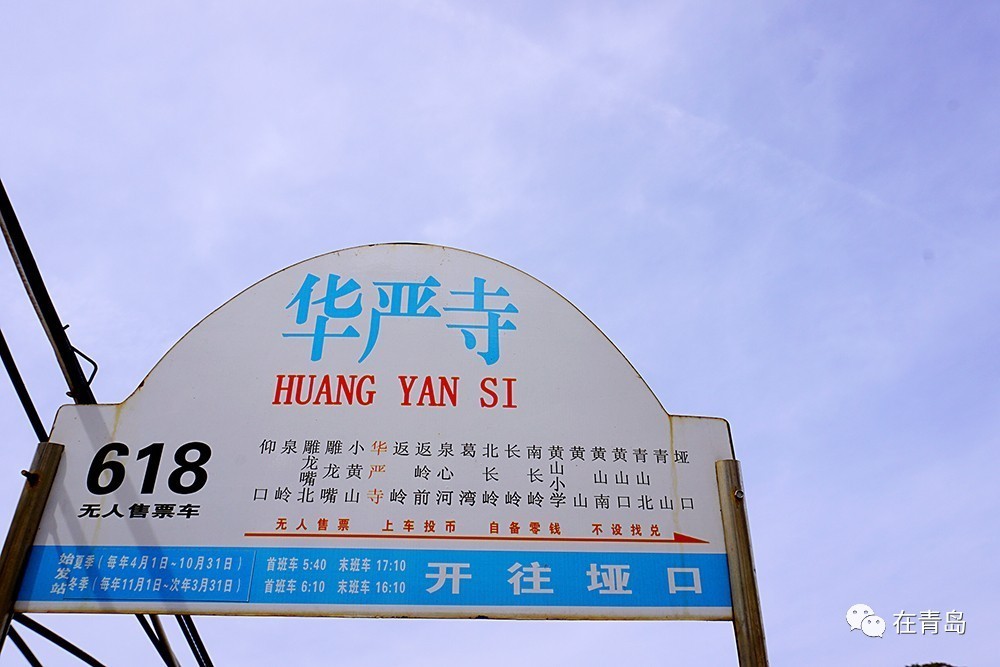 华严寺
HUANG YAN SI
618
无人售票车
仰口
泉岭
雕龙嘴北
雕龙嘴
小黄山
华严寺
返岭
返岭前
泉心河
葛湾
北长岭
长岭
南长岭
黄山小学
黄山
黄山南
黄山口
青山北
青山
垭口
无人售票 上车投币 自备零钱 不设找兑
始发站
夏季（每年4月1日~10月31日） 首班车 5:40 末班车 17:10
冬季（每年11月1日~次年3月31日） 首班车 6:10 末班车 16:10
开往垭口
在青岛